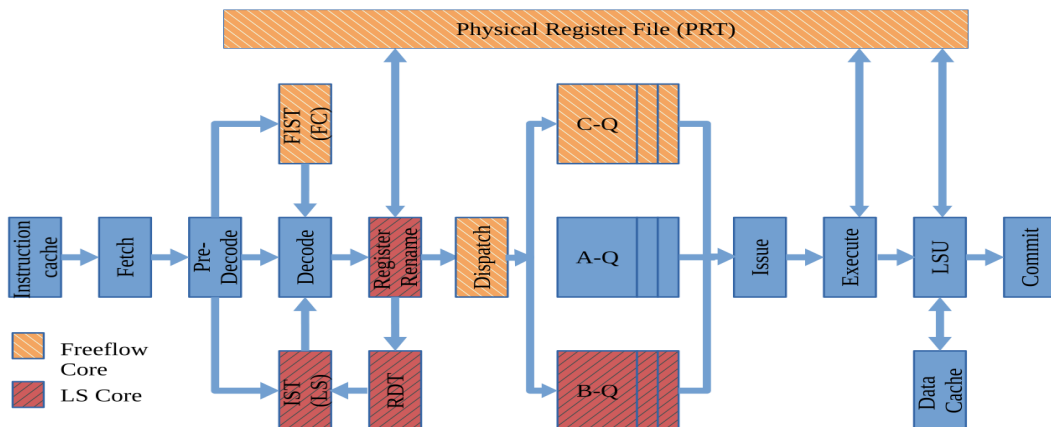 Physical Register File (PRT)
FIST
(FC)
C-Q
Instruction
cache
Fetch
Pre-
Decode
Decode
Register
Rename
Dispatch
A-Q
Issue
Execute
LSU
Commit
Freeflow
Core
LS Core
IST
(LS)
RDT
B-Q
Data
Cache